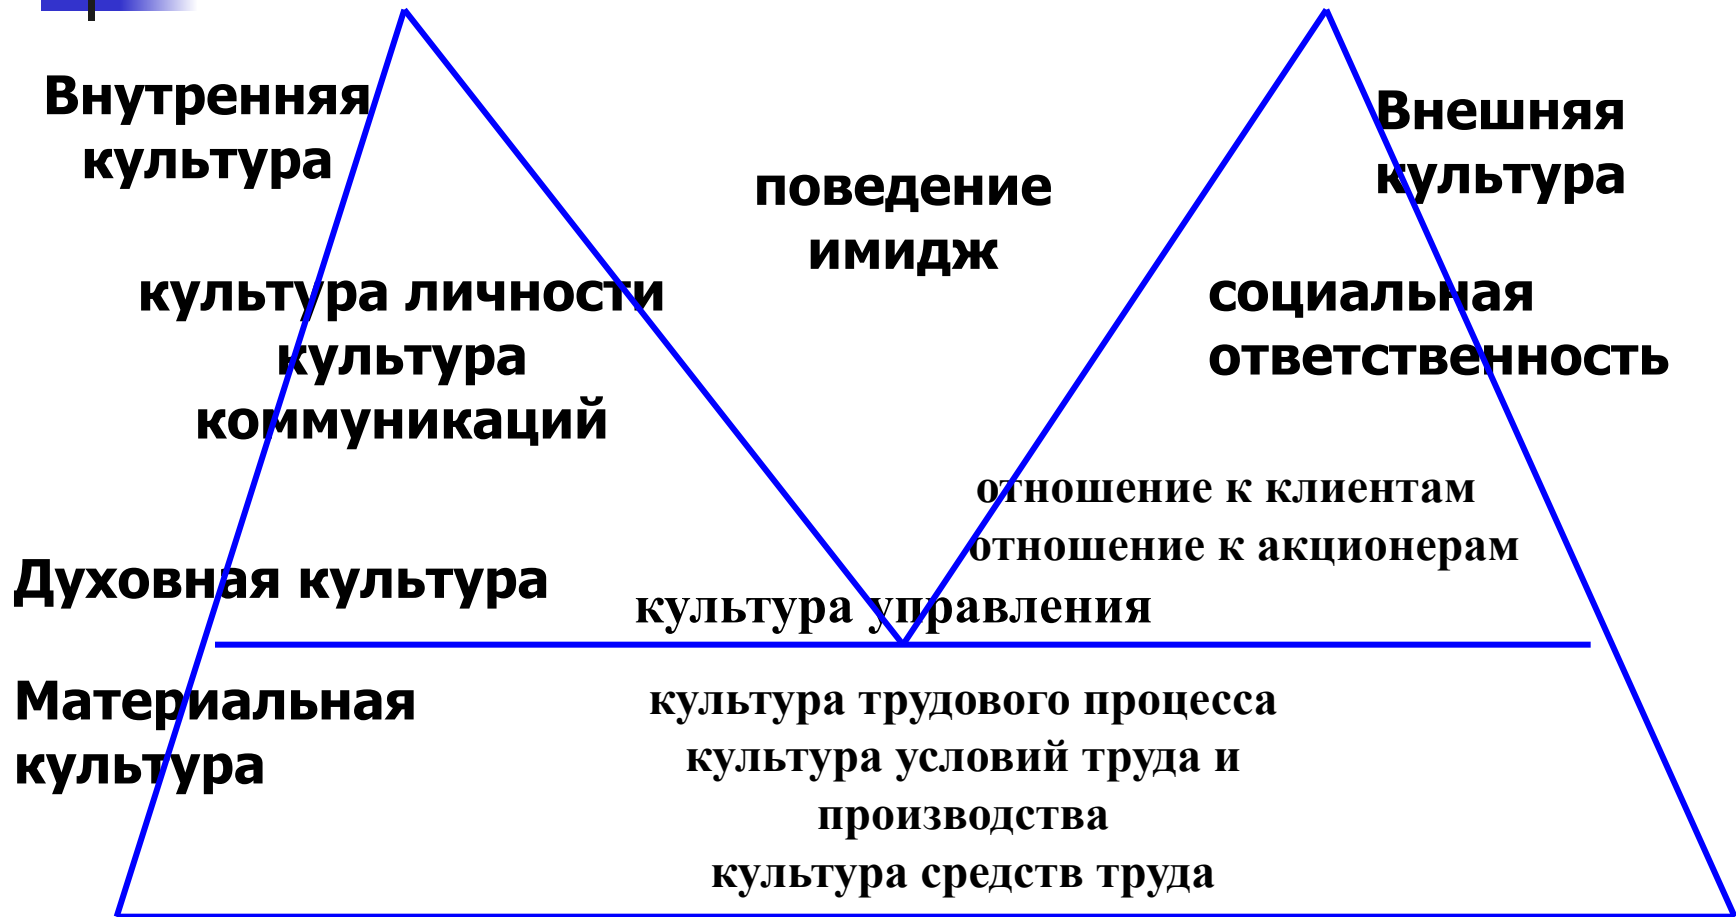 Внутренняя
культура
Внешняя
культура
поведение
имидж
культура личности
культура
коммуникаций
социальная
ответственность
отношение к клиентам
отношение к акционерам
Духовная культура
культура управления
Материальная
культура
культура трудового процесса
культура условий труда и
производства
культура средств труда